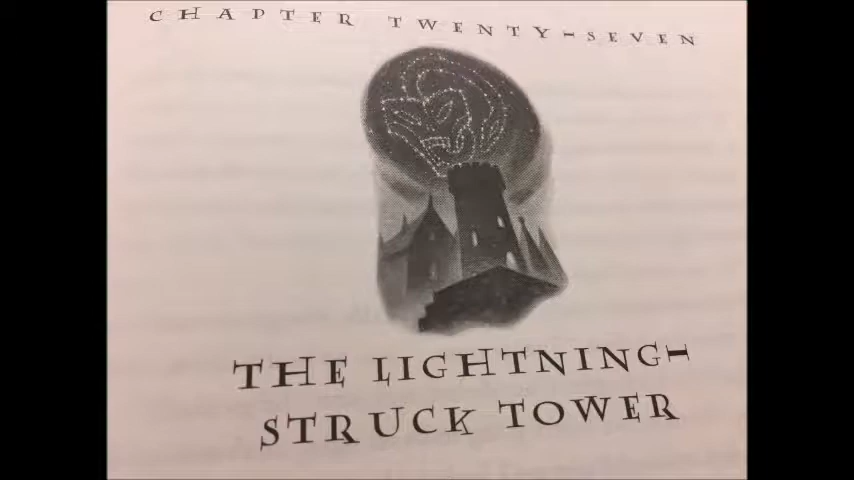 CHAPTER TWENTY-SEVEN
THE LIGHTNING-
STRUCK TOWER